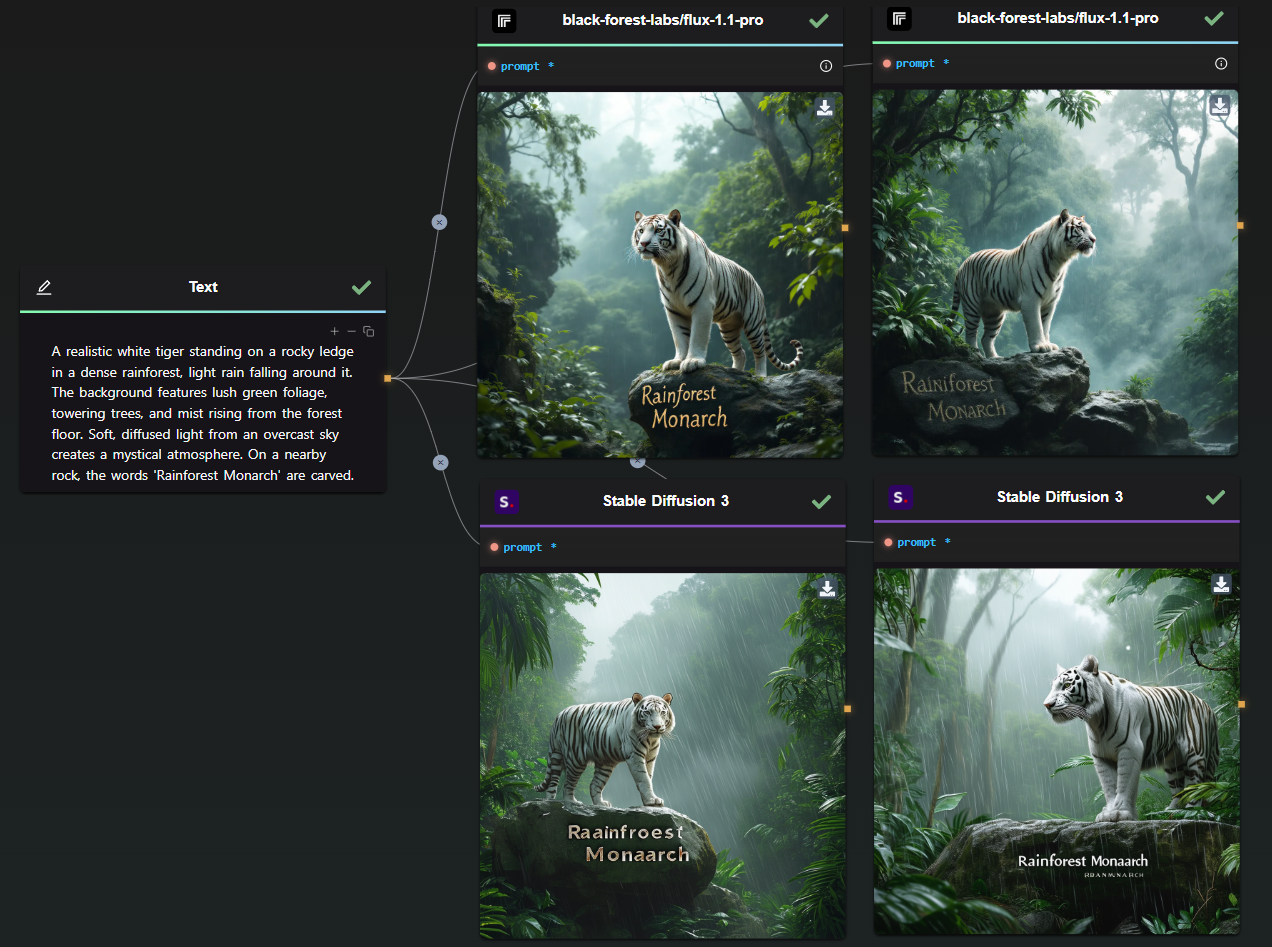 Text
A realistic white tiger standing on a rocky ledge
in a dense rainforest, light rain falling around it.
The background features lush green foliage,
towering trees, and mist rising from the forest
floor. Soft, diffused light from an overcast sky
creates a mystical atmosphere. On a nearby
rock, the words 'Rainforest Monarch' are carved.
black-forest-labs/flux-1.1-pro
prompt *
Rainforest
Monarch
black-forest-labs/flux-1.1-pro
prompt *
Rainiforest
Monarch
S. Stable Diffusion 3
prompt *
Raainfroest
Monaarch
S. Stable Diffusion 3
prompt *
Rainforest Monaarch